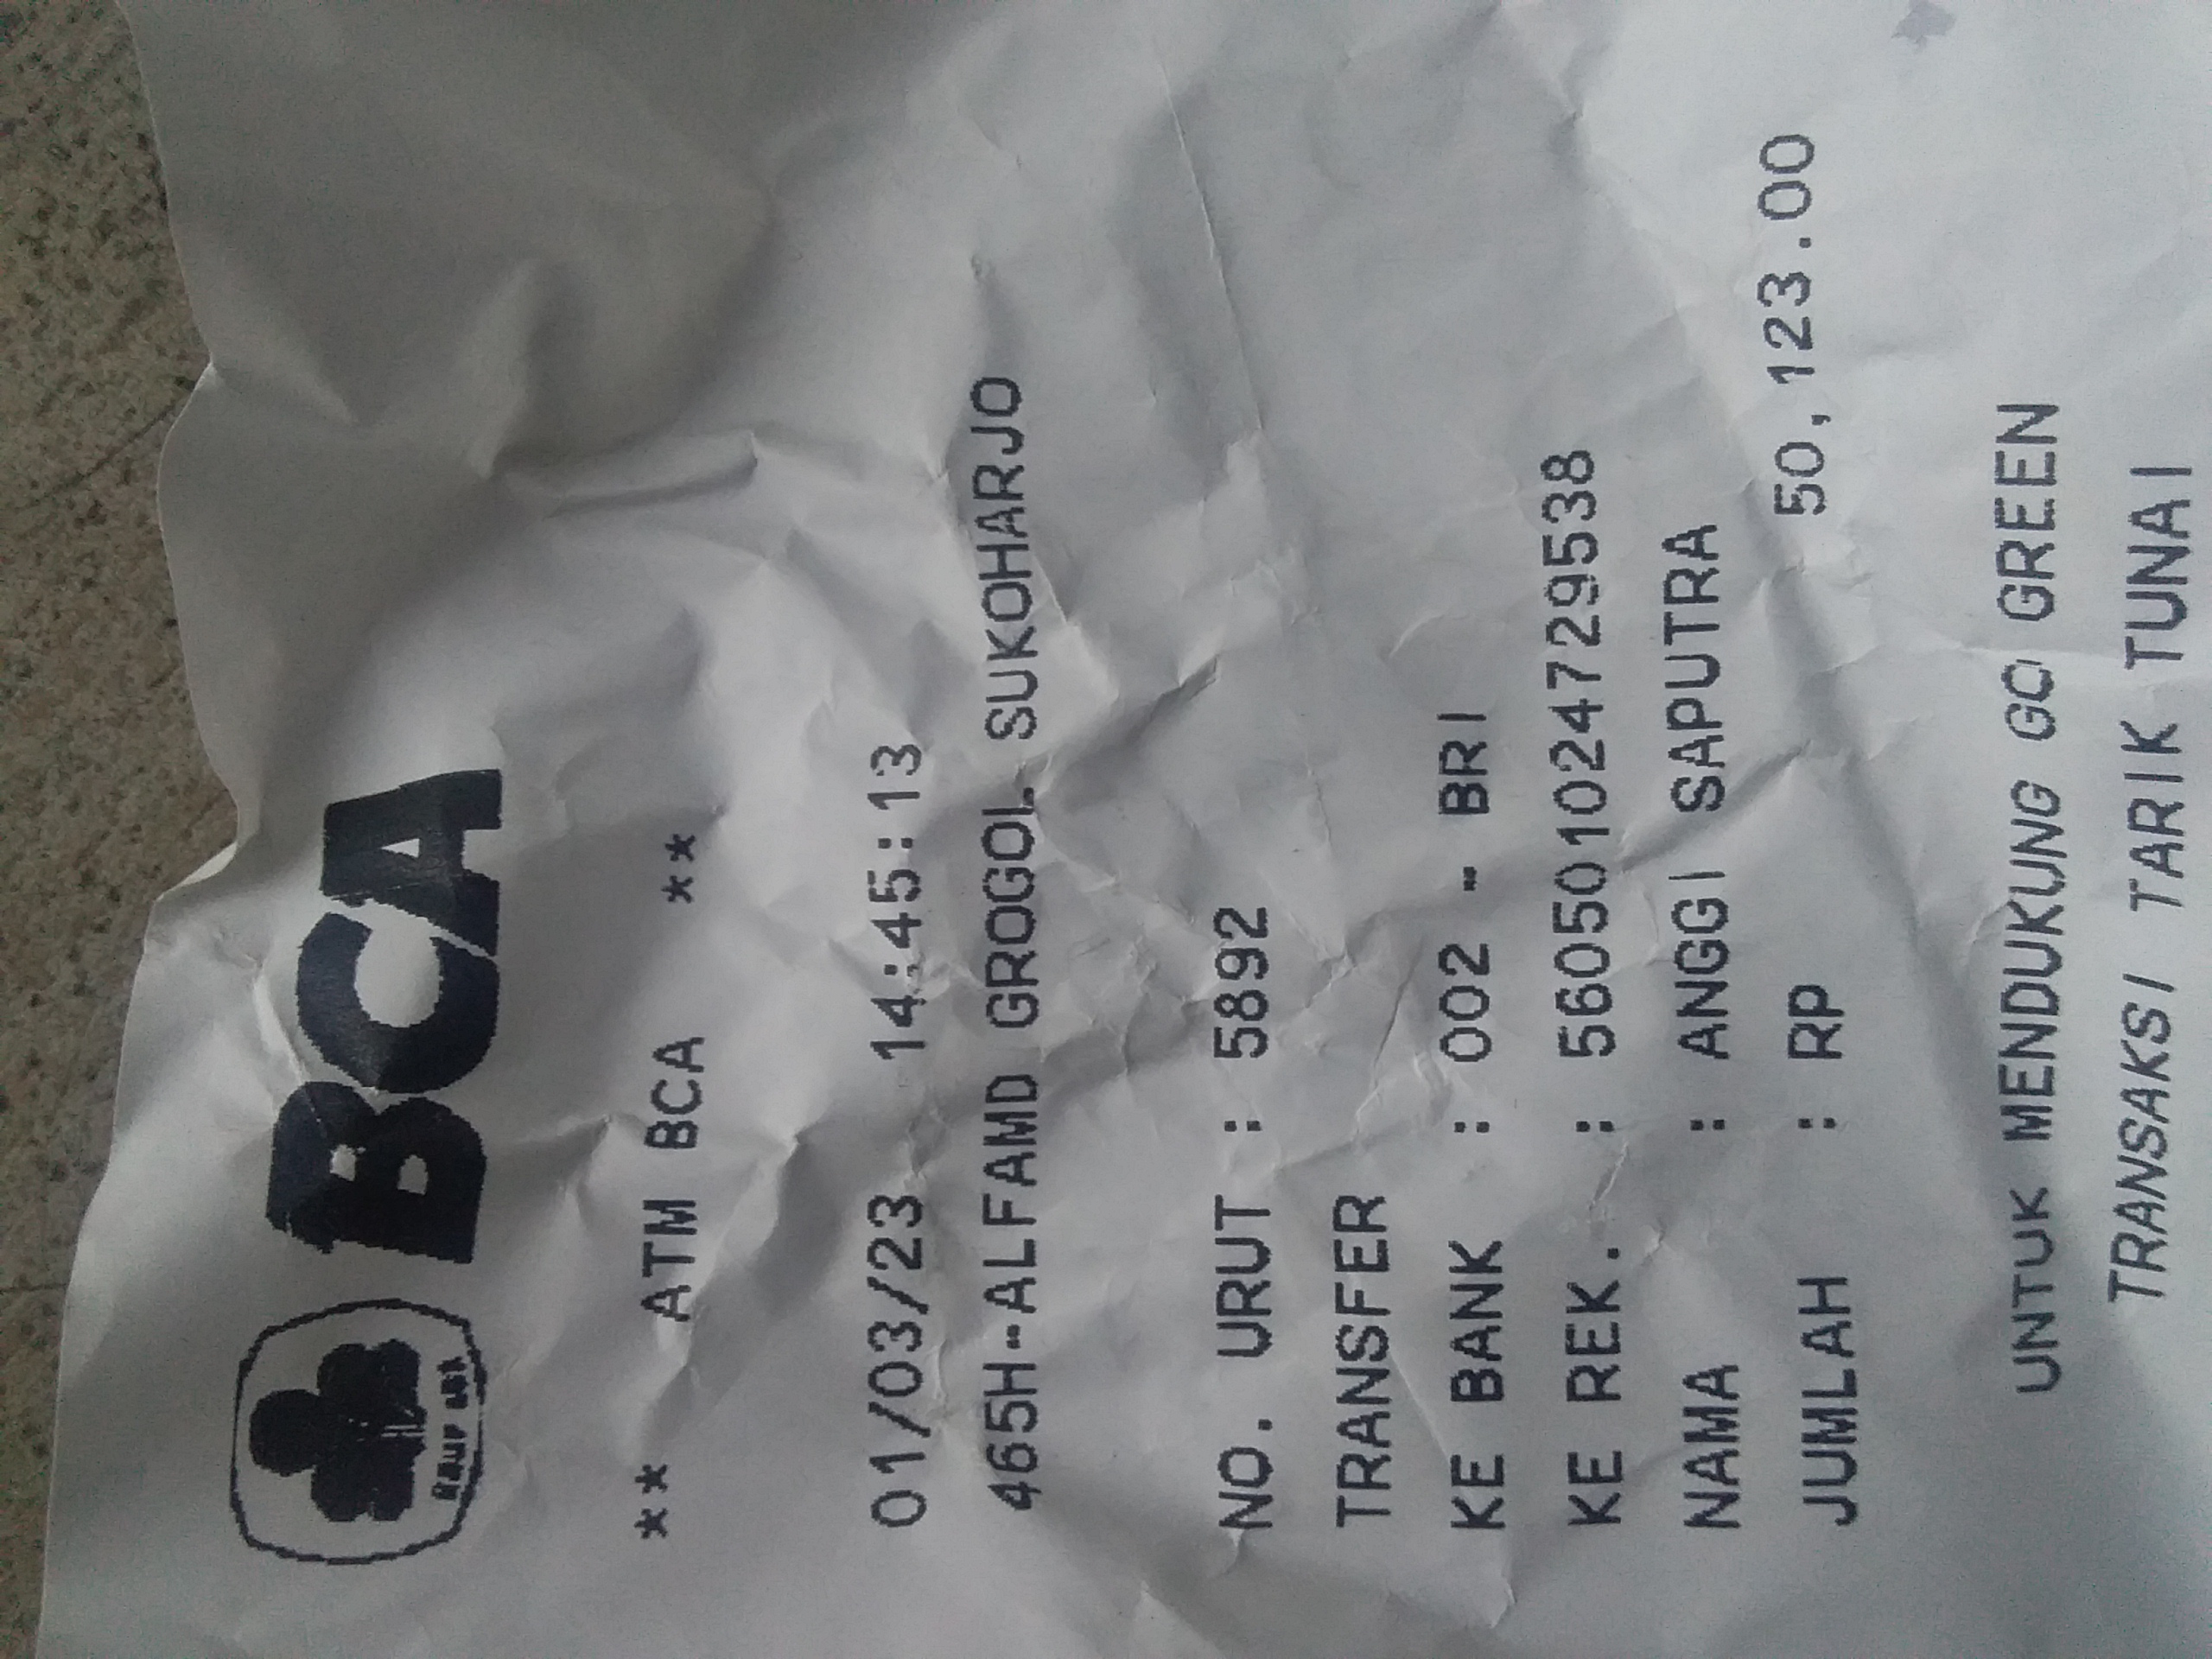 BCA
** ATM BCA **
01/03/23 14:45:13
465H-ALFAMD GROGOL SUKOHARJO
NO. URUT : 5892
TRANSFER
KE BANK : 002 - BRI
KE REK. : 560501024729538
NAMA : ANGGI SAPUTRA
JUMLAH : RP 50,123.00
UNTUK MENDUKUNG GO GREEN
TRANSAKSI TARIK TUNAI